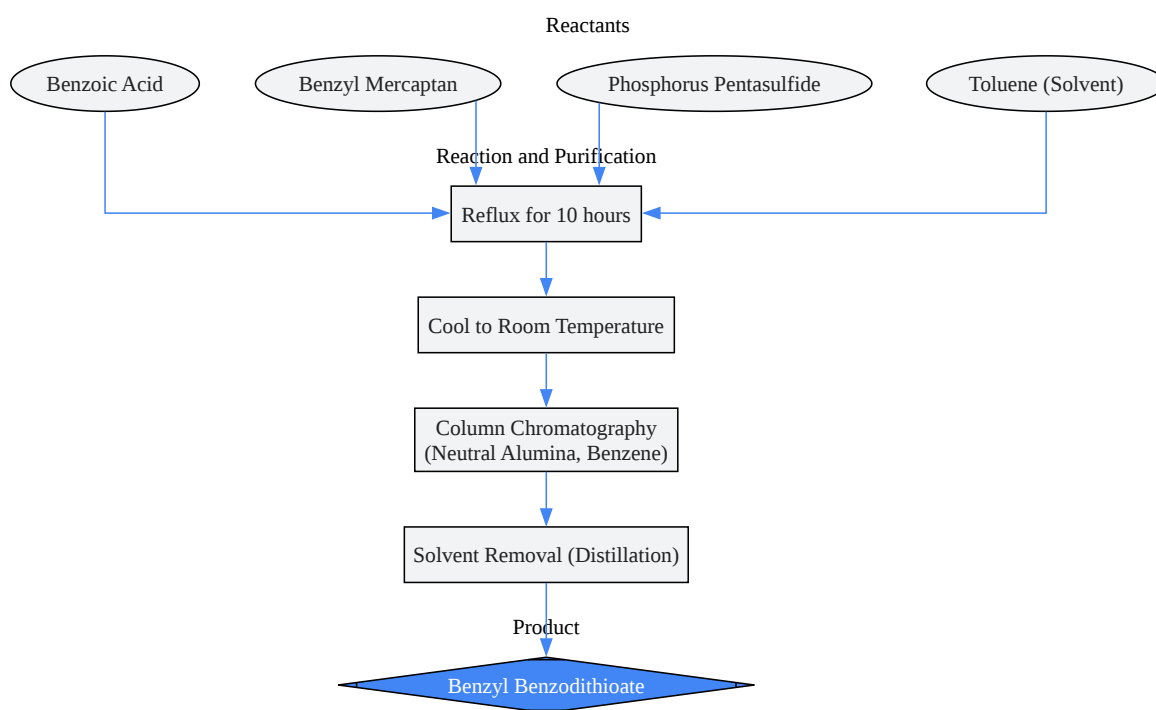 Reactants
Benzoic Acid
Benzyl Mercaptan
Phosphorus Pentasulfide
Toluene (Solvent)
Reaction and Purification
Reflux for 10 hours
Cool to Room Temperature
Column Chromatography
(Neutral Alumina, Benzene)
Solvent Removal (Distillation)
Product
Benzyl Benzodithioate